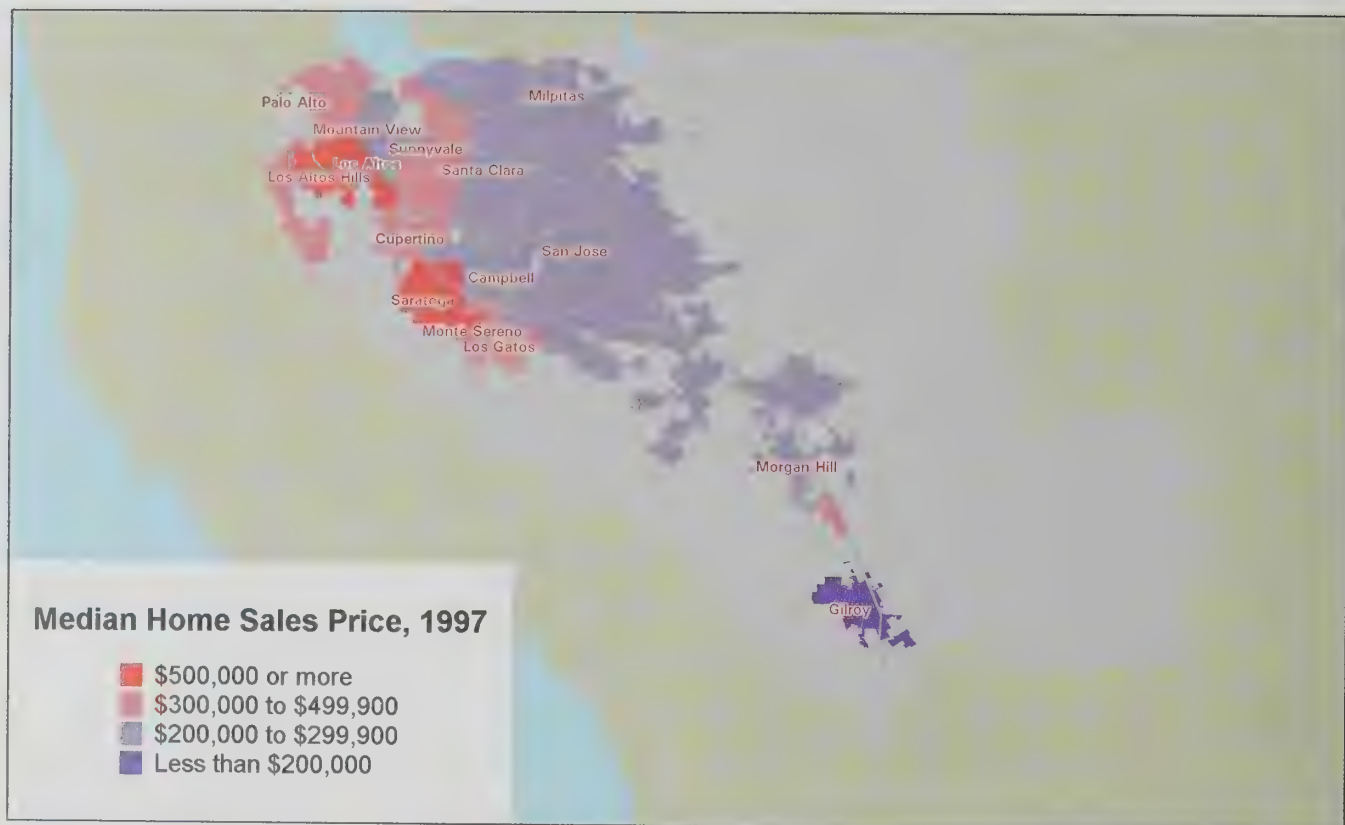 Palo Alto
Milpitas
Mountain View
Sunnyvale
Los Altos
Santa Clara
Los Altos Hills
Cupertino
San Jose
Campbell
Saratoga
Monte Sereno
Los Gatos
Morgan Hill
Gilroy
Median Home Sales Price, 1997
$500,000 or more
$300,000 to $499,900
$200,000 to $299,900
Less than $200,000